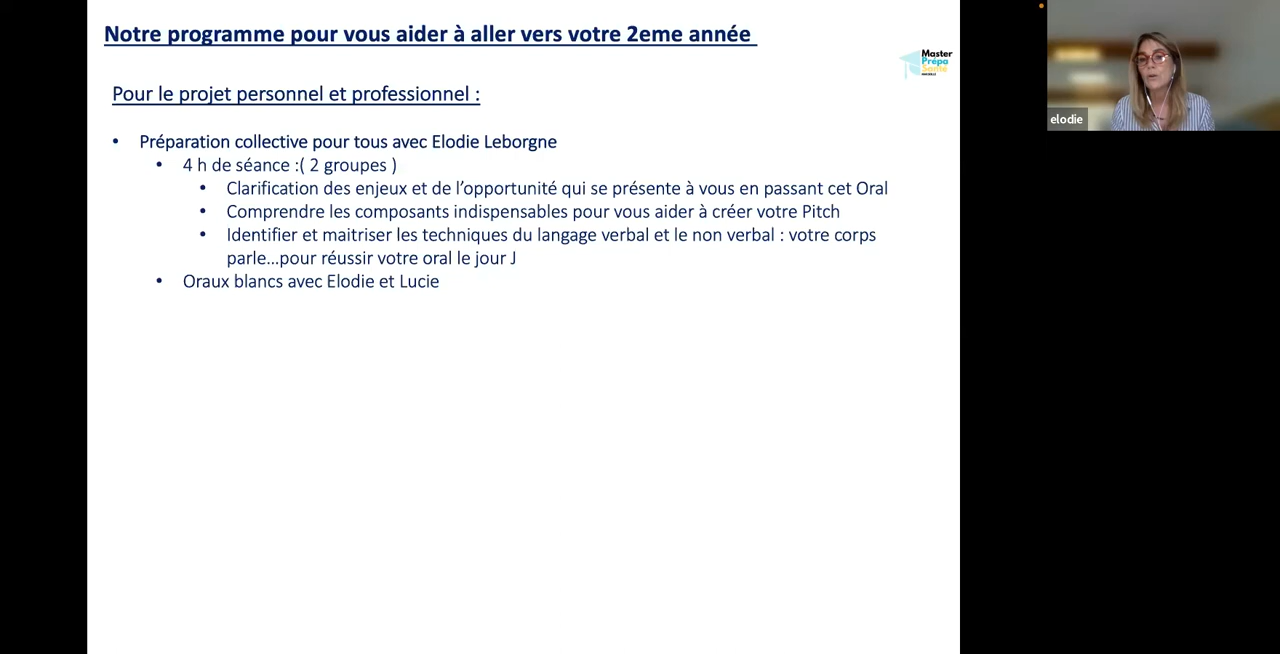 Notre programme pour vous aider à aller vers votre 2eme année
Master
Prépa
Santé
MARSEILLE
elodie
Pour le projet personnel et professionnel :
• Préparation collective pour tous avec Elodie Leborgne
• 4 h de séance :( 2 groupes )
• Clarification des enjeux et de l’opportunité qui se présente à vous en passant cet Oral
• Comprendre les composants indispensables pour vous aider à créer votre Pitch
• Identifier et maitriser les techniques du langage verbal et le non verbal : votre corps
parle...pour réussir votre oral le jour J
• Oraux blancs avec Elodie et Lucie